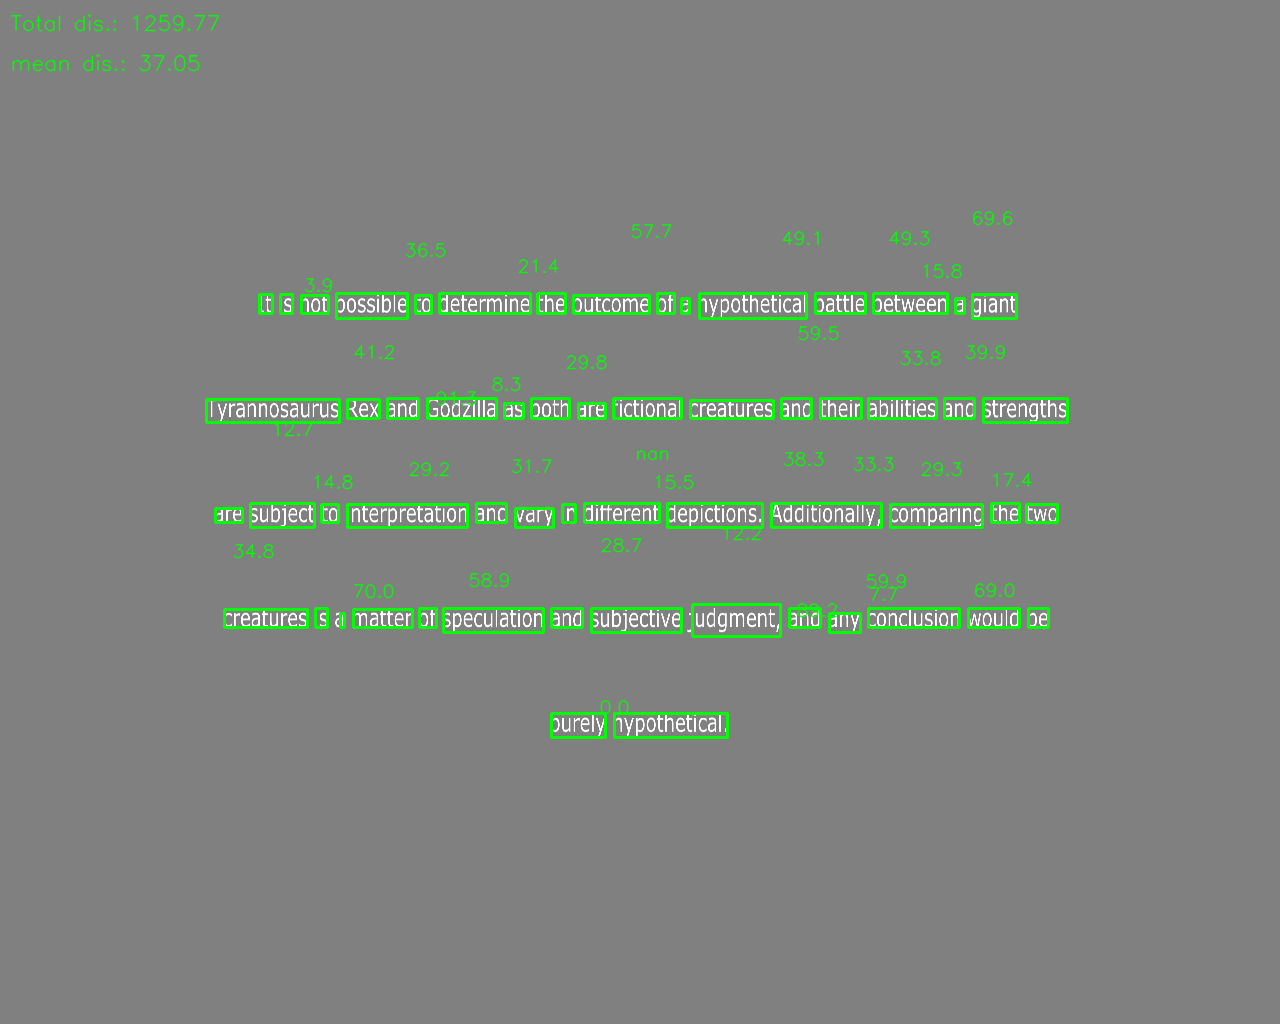 Total dis.: 1259.77
mean dis.: 37.05
69.6
57.7
49.1 49.3
36.5
21.4 15.8
3.9
It is not possible to determine the outcome of a hypothetical battle between a giant
59.5
41.2 33.8 39.9
29.8
8.3
Tyrannosaurus Rex and Godzilla as both are fictional creatures and their abilities and strengths
12.7
nan
29.2 31.7 38.3 33.3 29.3
14.8 15.5 17.4
are subject to interpretation and vary in different depictions. Additionally, comparing the two
12.2
34.8 28.7
58.9 59.9
70.0 7.7 69.0
creatures is a matter of speculation and subjective judgment, and any conclusion would be
0.0
purely hypothetical.